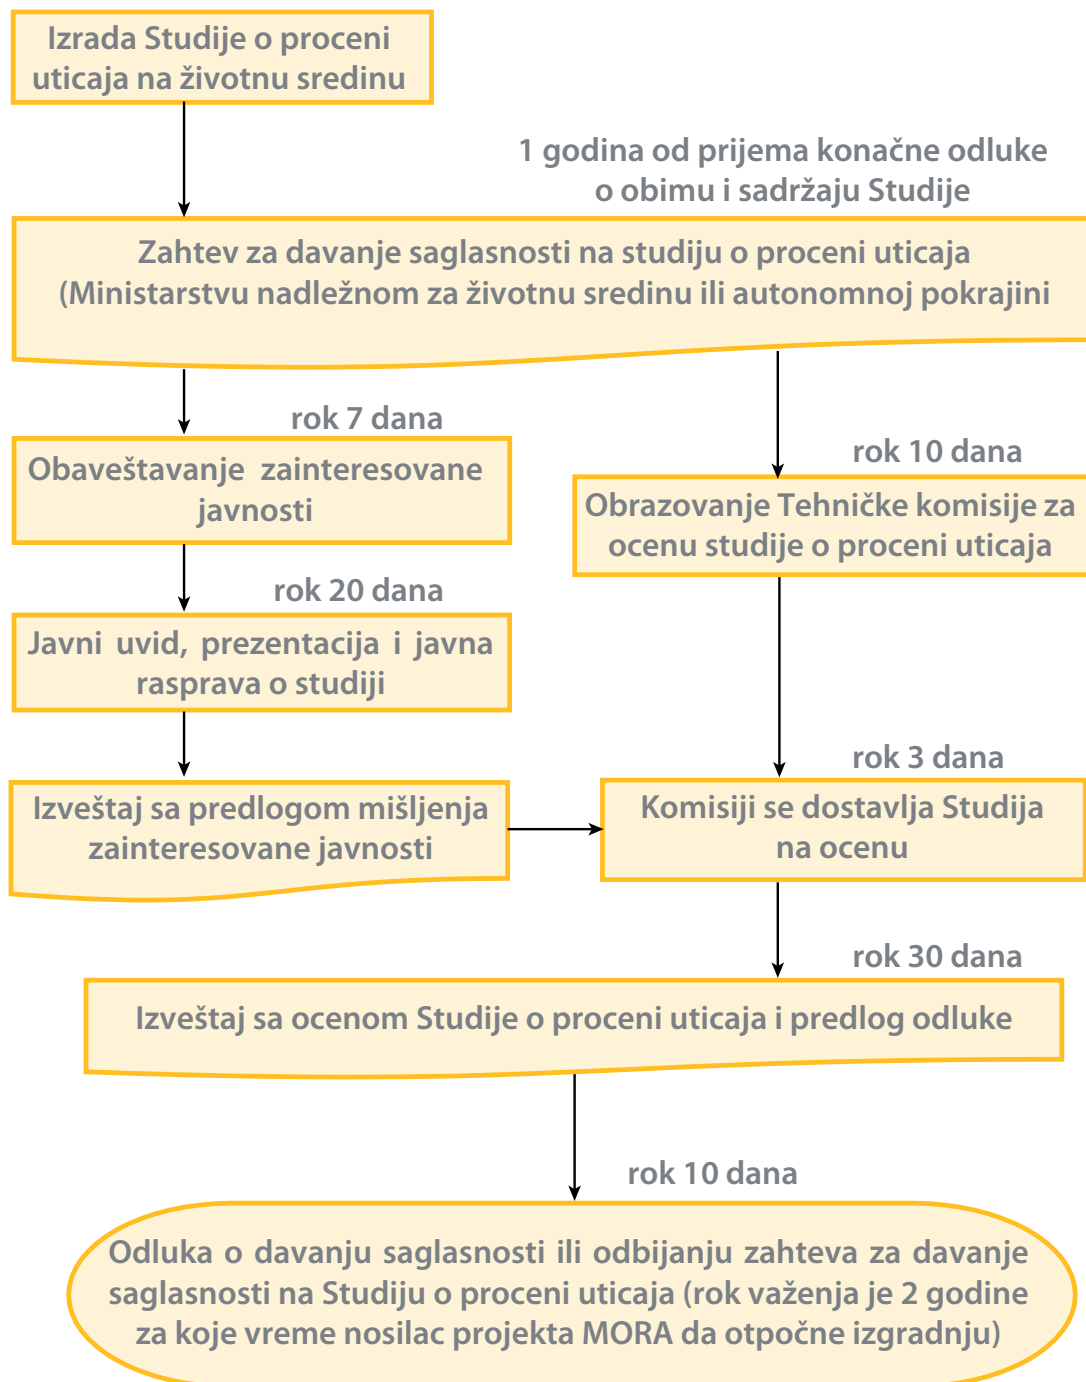 Izrada Studije o proceni
uticaja na životnu sredinu
1 godina od prijema konačne odluke
o obimu i sadržaju Studije
Zahtev za davanje saglasnosti na studiju o proceni uticaja
(Ministarstvu nadležnom za životnu sredinu ili autonomnoj pokrajini
rok 7 dana
Obaveštavanje zainteresovane
javnosti
rok 10 dana
Obrazovanje Tehničke komisije za
ocenu studije o proceni uticaja
rok 20 dana
Javni uvid, prezentacija i javna
rasprava o studiji
rok 3 dana
Izveštaj sa predlogom mišljenja
zainteresovane javnosti
Komisiji se dostavlja Studija
na ocenu
rok 30 dana
Izveštaj sa ocenom Studije o proceni uticaja i predlog odluke
rok 10 dana
Odluka o davanju saglasnosti ili odbijanju zahteva za davanje
saglasnosti na Studiju o proceni uticaja (rok važenja je 2 godine
za koje vreme nosilac projekta MORA da otpočne izgradnju)